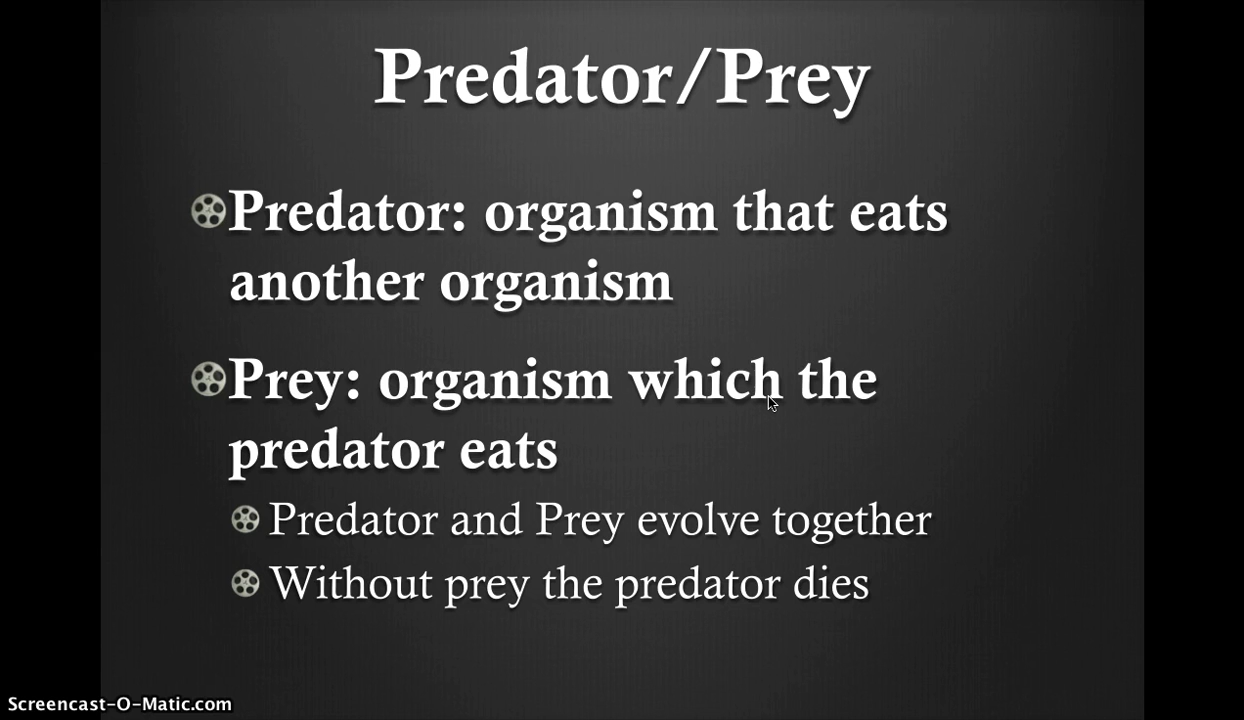 Predator/Prey
Predator: organism that eats
another organism
Prey: organism which the
predator eats
Predator and Prey evolve together
Without prey the predator dies
Screencast-O-Matic.com